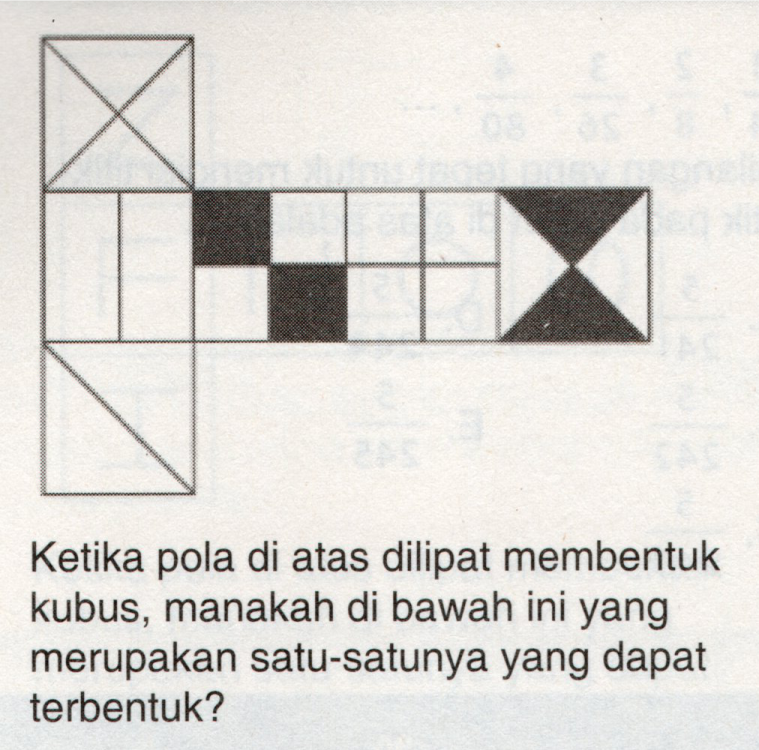 Ketika pola di atas dilipat membentuk
kubus, manakah di bawah ini yang
merupakan satu-satunya yang dapat
terbentuk?